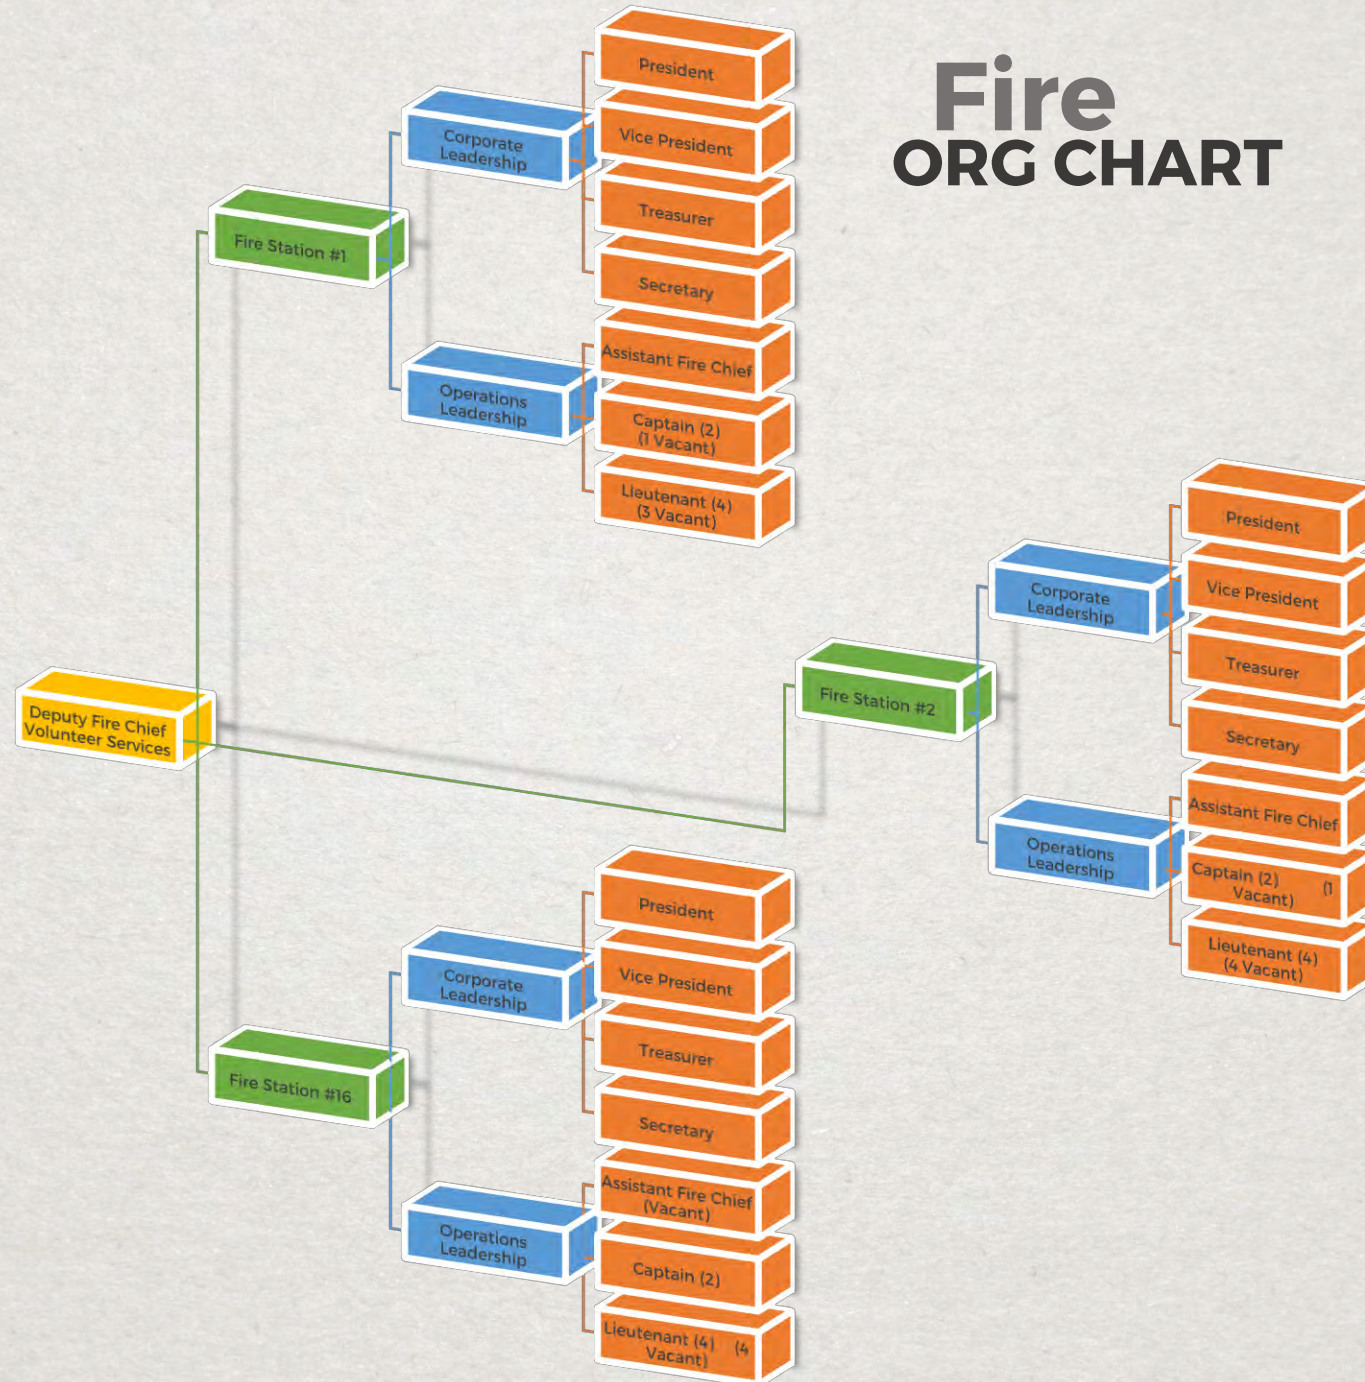 Fire
ORG CHART
Deputy Fire Chief
Volunteer Services
Fire Station #1
Corporate
Leadership
President
Vice President
Treasurer
Secretary
Operations
Leadership
Assistant Fire Chief
Captain (2)
(1 Vacant)
Lieutenant (4)
(3 Vacant)
Fire Station #2
Corporate
Leadership
President
Vice President
Treasurer
Secretary
Operations
Leadership
Assistant Fire Chief
Captain (2) (1
Vacant)
Lieutenant (4)
(4 Vacant)
Fire Station #16
Corporate
Leadership
President
Vice President
Treasurer
Secretary
Operations
Leadership
Assistant Fire Chief
(Vacant)
Captain (2)
Lieutenant (4) (4
Vacant)